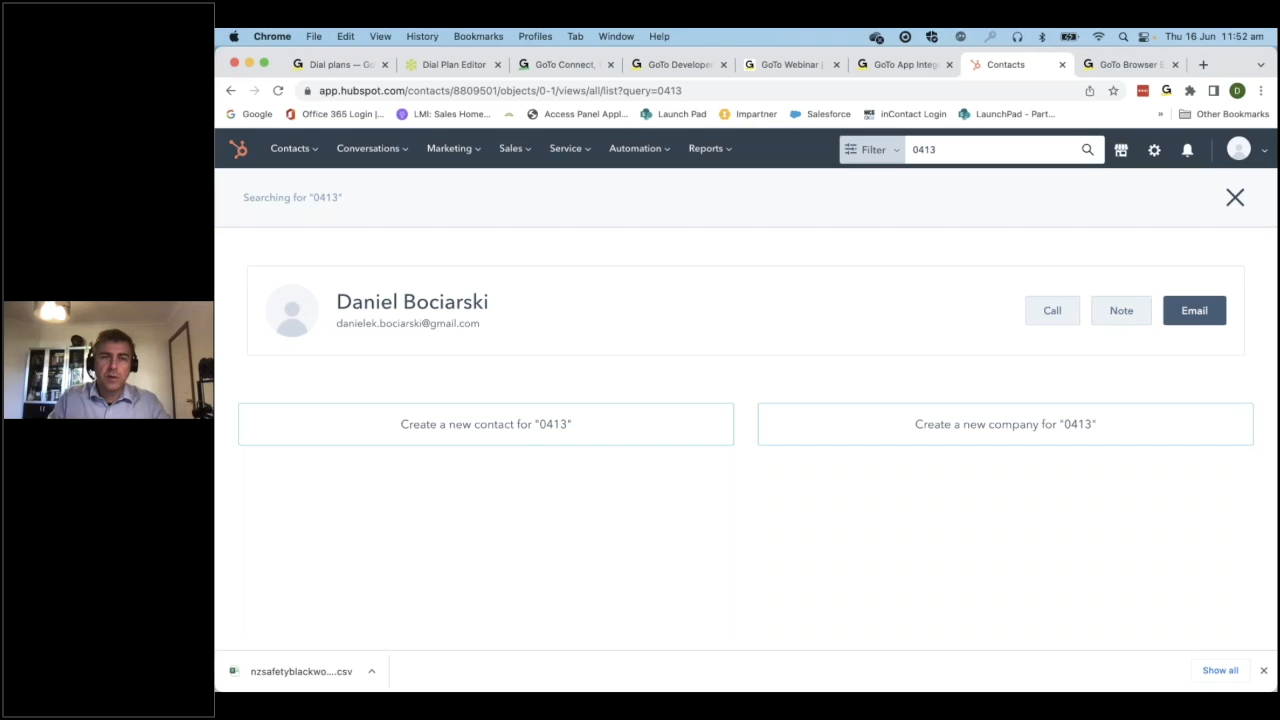 Chrome File Edit View History Bookmarks Profiles Tab Window Help Thu 16 Jun 11:52 am
Dial plans — Go Dial Plan Editor GoTo Connect, GoTo Develope GoTo Webinar | GoTo App Integ Contacts GoTo Browser E
app.hubspot.com/contacts/8809501/objects/0-1/views/all/list?query=0413
Google Office 365 Login |... LMI: Sales Home... Access Panel Appl... Launch Pad Impartner Salesforce inContact Login LaunchPad - Part... » Other Bookmarks
Contacts Conversations Marketing Sales Service Automation Reports Filter 0413
Searching for "0413"
Daniel Bociarski
danielek.bociarski@gmail.com
Call Note Email
Create a new contact for "0413" Create a new company for "0413"
nzsafetyblackwo....csv Show all